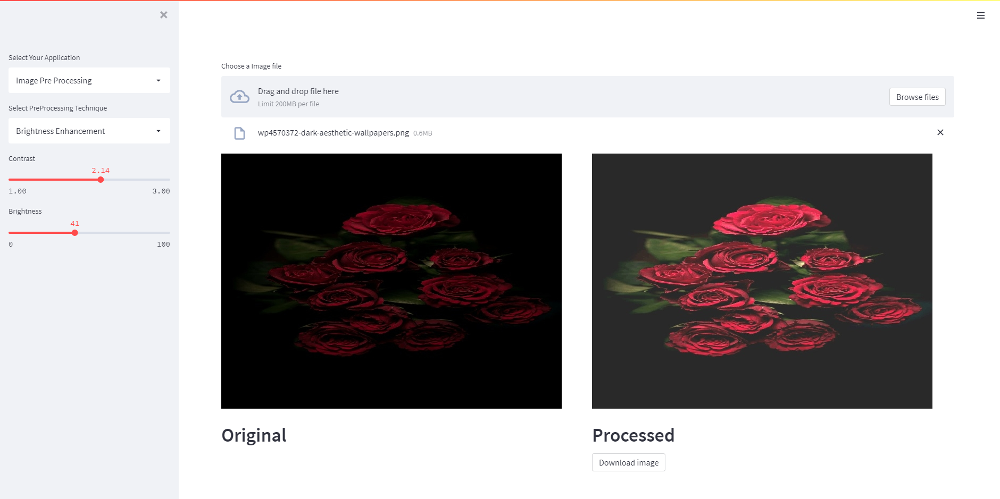 Select Your Application
Image Pre Processing
Select PreProcessing Technique
Brightness Enhancement
Contrast
2.14
1.00 3.00
Brightness
41
0 100
Choose a Image file
Drag and drop file here
Limit 200MB per file
Browse files
wp4570372-dark-aesthetic-wallpapers.png 0.6MB
Original
Processed
Download image